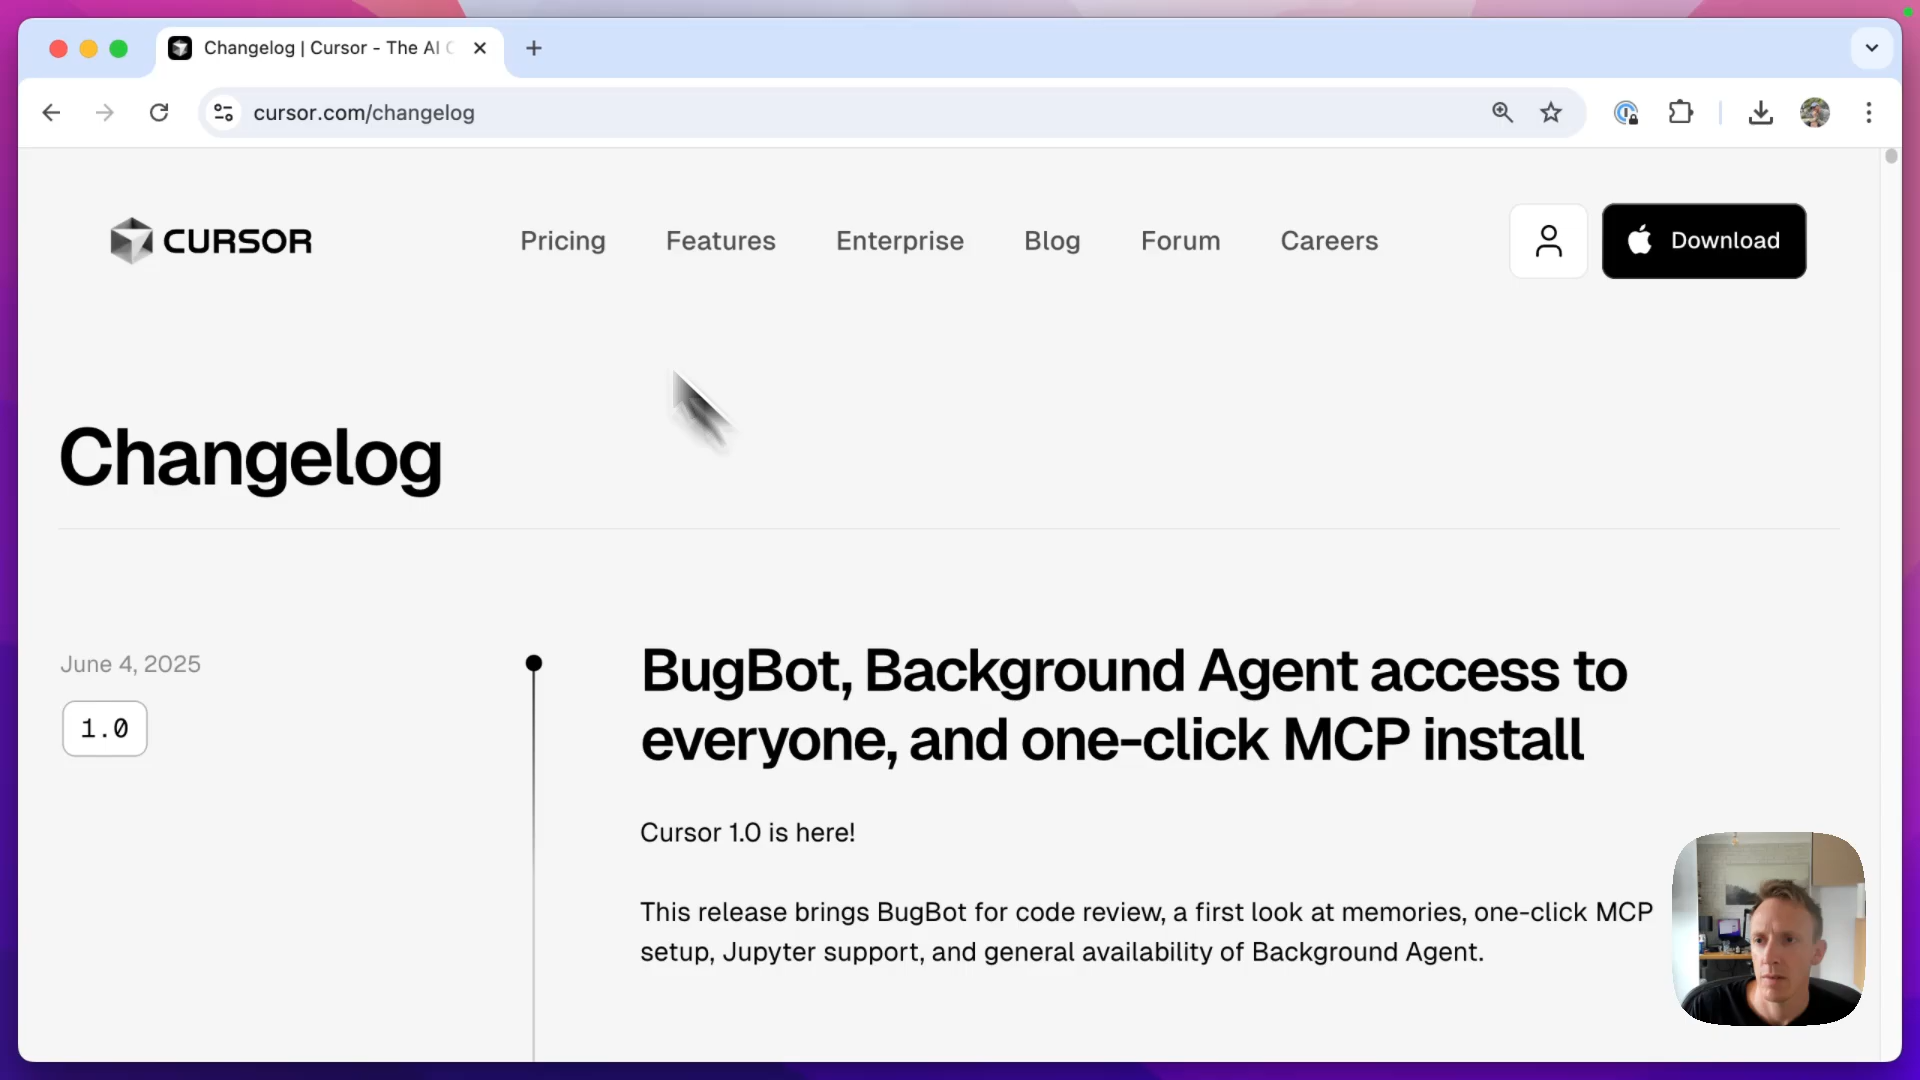 Changelog | Cursor - The AI C
cursor.com/changelog
CURSOR
Pricing
Features
Enterprise
Blog
Forum
Careers
Download
Changelog
June 4, 2025
1.0
BugBot, Background Agent access to
everyone, and one-click MCP install
Cursor 1.0 is here!
This release brings BugBot for code review, a first look at memories, one-click MCP
setup, Jupyter support, and general availability of Background Agent.